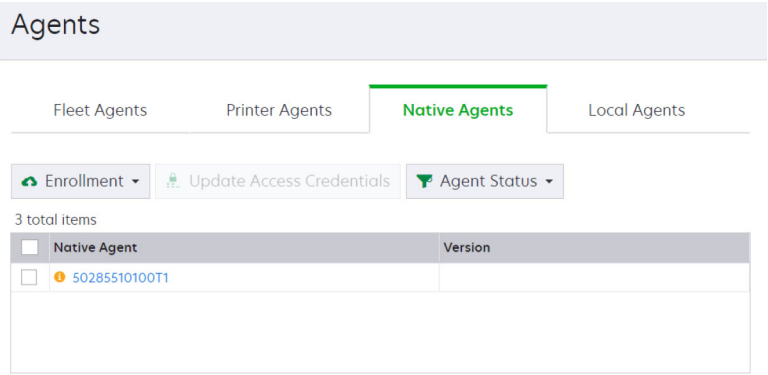 Agents
Fleet Agents Printer Agents Native Agents Local Agents
Enrollment Update Access Credentials Agent Status
3 total items
Native Agent Version
50285510100T1